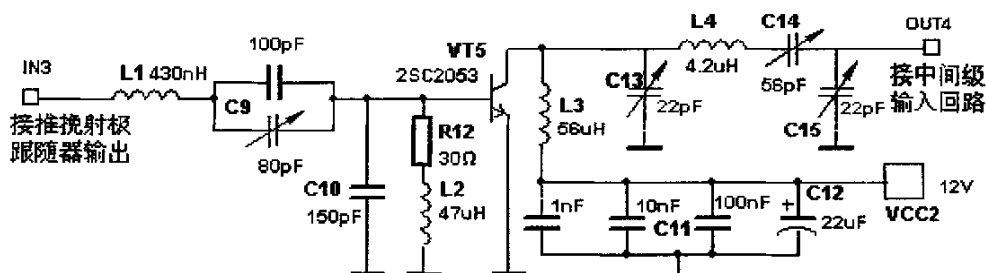 IN3
接推挽射极
跟随器输出
L1 430nH
100pF
C9
80pF
C10
150pF
R12
30Ω
L2
47uH
VT5
2SC2053
L3
56uH
C13
22pF
L4
4.2uH
C14
58pF
C15
22pF
OUT4
接中间级
输入回路
1nF
10nF
C11
100nF
C12
22uF
+
VCC2
12V